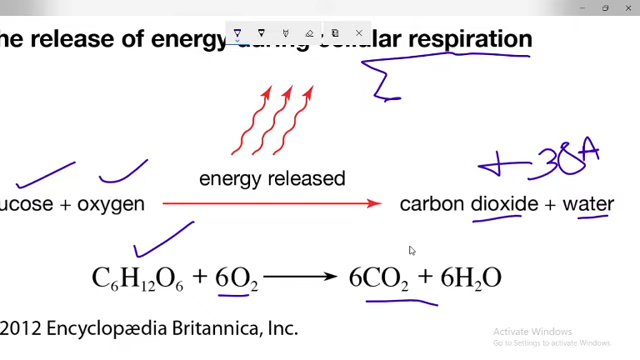 he release of energy during cellular respiration
+ 38A
energy released
ucose + oxygen carbon dioxide + water
C₆H₁₂O₆ + 6O₂ ⟶ 6CO₂ + 6H₂O
2012 Encyclopædia Britannica, Inc.
Activate Windows
Go to Settings to activate Windows.